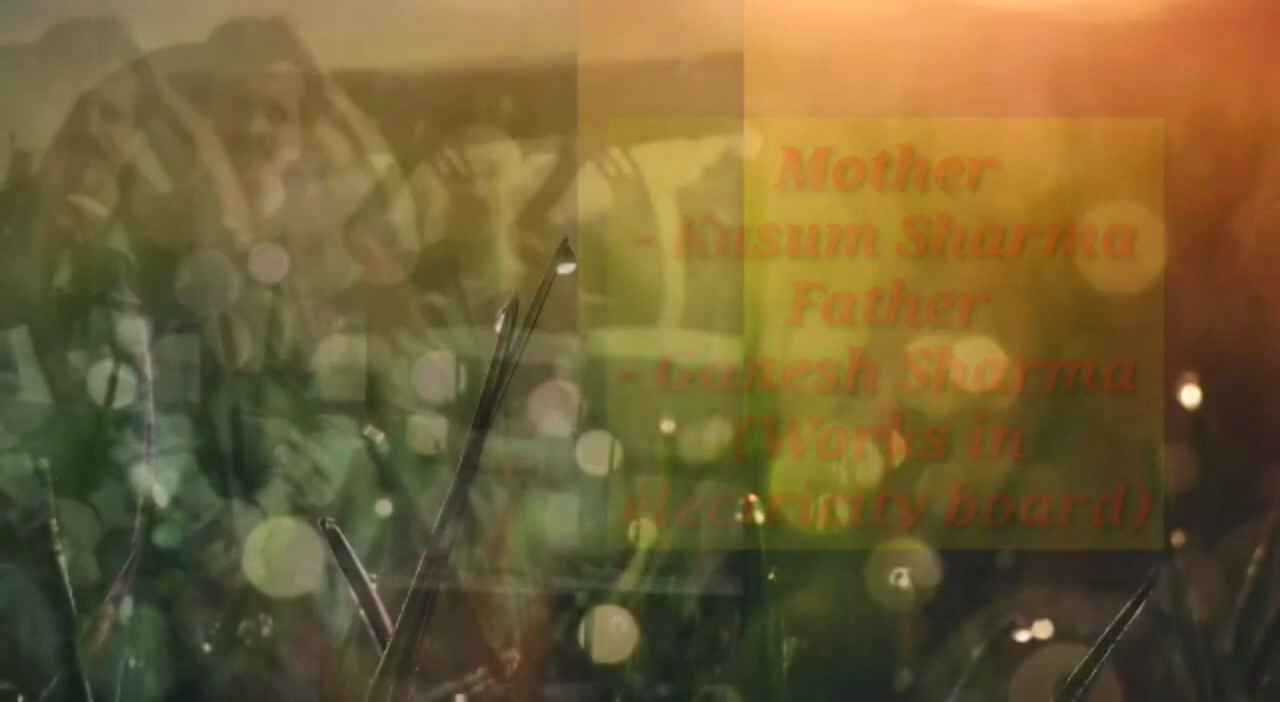 Mother
- Kusum Sharma
Father
- Ganesh Sharma
(Works in
electricity board)